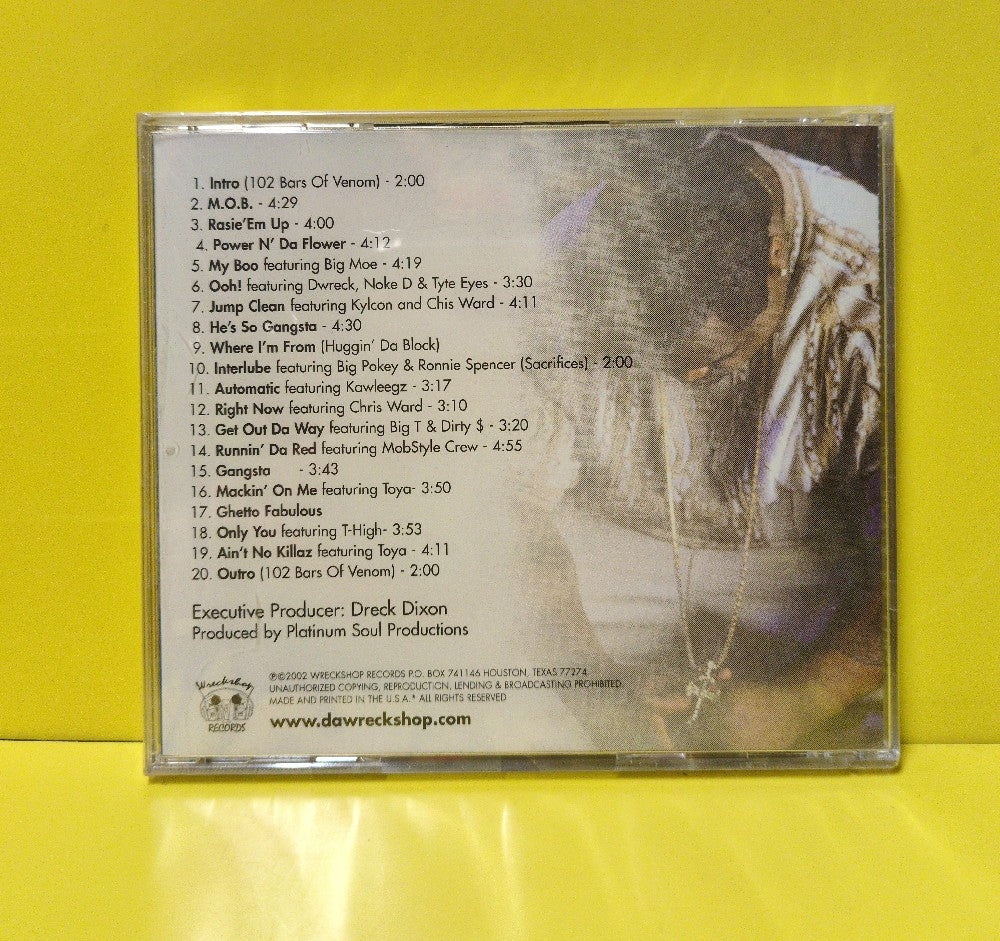 1. Intro (102 Bars Of Venom) - 2:00
2. M.O.B. - 4:29
3. Rasie'Em Up - 4:00
4. Power N' Da Flower - 4:12
5. My Boo featuring Big Moe - 4:19
6. Ooh! featuring Dwreck, Noke D & Tyte Eyes - 3:30
7. Jump Clean featuring Kylcon and Chis Ward - 4:11
8. He's So Gangsta - 4:30
9. Where I'm From (Huggin' Da Block)
10. Interlube featuring Big Pokey & Ronnie Spencer (Sacrifices) - 2:00
11. Automatic featuring Kawleegz - 3:17
12. Right Now featuring Chris Ward - 3:10
13. Get Out Da Way featuring Big T & Dirty $ - 3:20
14. Runnin' Da Red featuring MobStyle Crew - 4:55
15. Gangsta - 3:43
16. Mackin' On Me featuring Toya- 3:50
17. Ghetto Fabulous
18. Only You featuring T-High- 3:53
19. Ain't No Killaz featuring Toya - 4:11
20. Outro (102 Bars Of Venom) - 2:00
Executive Producer: Dreck Dixon
Produced by Platinum Soul Productions
Wreckshop
RECORDS
℗©2002 WRECKSHOP RECORDS P.O. BOX 741146 HOUSTON, TEXAS 77274
UNAUTHORIZED COPYING, REPRODUCTION, LENDING & BROADCASTING PROHIBITED.
MADE AND PRINTED IN THE U.S.A.* ALL RIGHTS RESERVED
www.dawreckshop.com